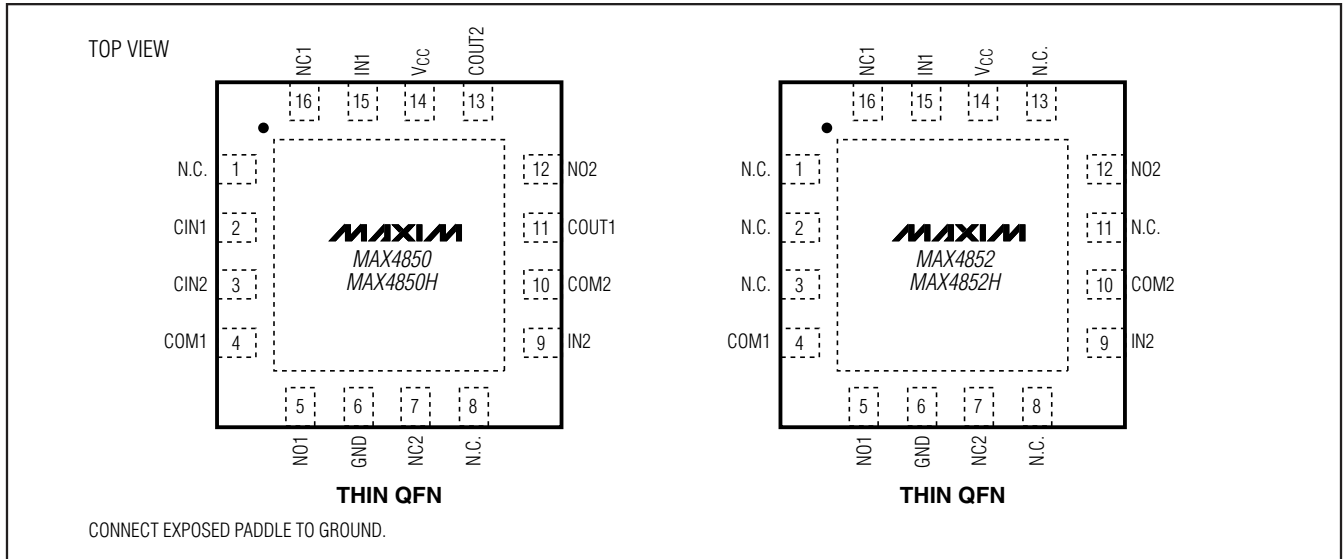 TOP VIEW
NC1 IN1 VCC COUT2
16 15 14 13
N.C. 1
CIN1 2
CIN2 3
COM1 4
12 NO2
11 COUT1
10 COM2
9 IN2
MAXIM
MAX4850
MAX4850H
5 6 7 8
NO1 GND NC2 N.C.
THIN QFN
NC1 IN1 VCC N.C.
16 15 14 13
N.C. 1
N.C. 2
N.C. 3
COM1 4
12 NO2
11 N.C.
10 COM2
9 IN2
MAXIM
MAX4852
MAX4852H
5 6 7 8
NO1 GND NC2 N.C.
THIN QFN
CONNECT EXPOSED PADDLE TO GROUND.